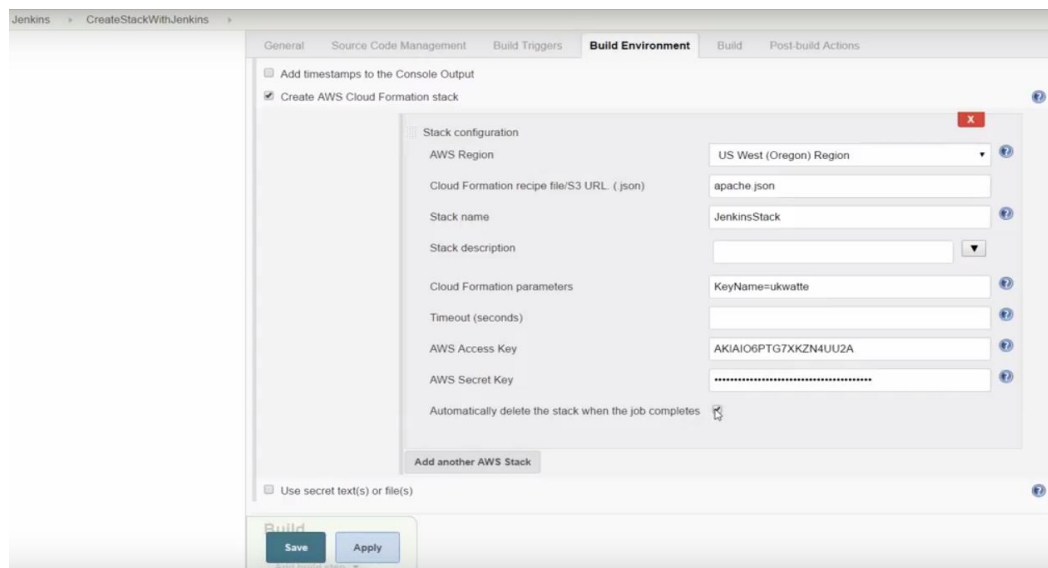 Jenkins CreateStackWithJenkins
General Source Code Management Build Triggers Build Environment Build Post-build Actions
Add timestamps to the Console Output
Create AWS Cloud Formation stack
X
Stack configuration
AWS Region US West (Oregon) Region
Cloud Formation recipe file/S3 URL. (.json) apache.json
Stack name JenkinsStack
Stack description
Cloud Formation parameters KeyName=ukwatte
Timeout (seconds)
AWS Access Key AKIAIO6PTG7XKZN4UU2A
AWS Secret Key ••••••••••••••••••••••••••••••••••••••••
Automatically delete the stack when the job completes
Add another AWS Stack
Use secret text(s) or file(s)
Build
Save Apply